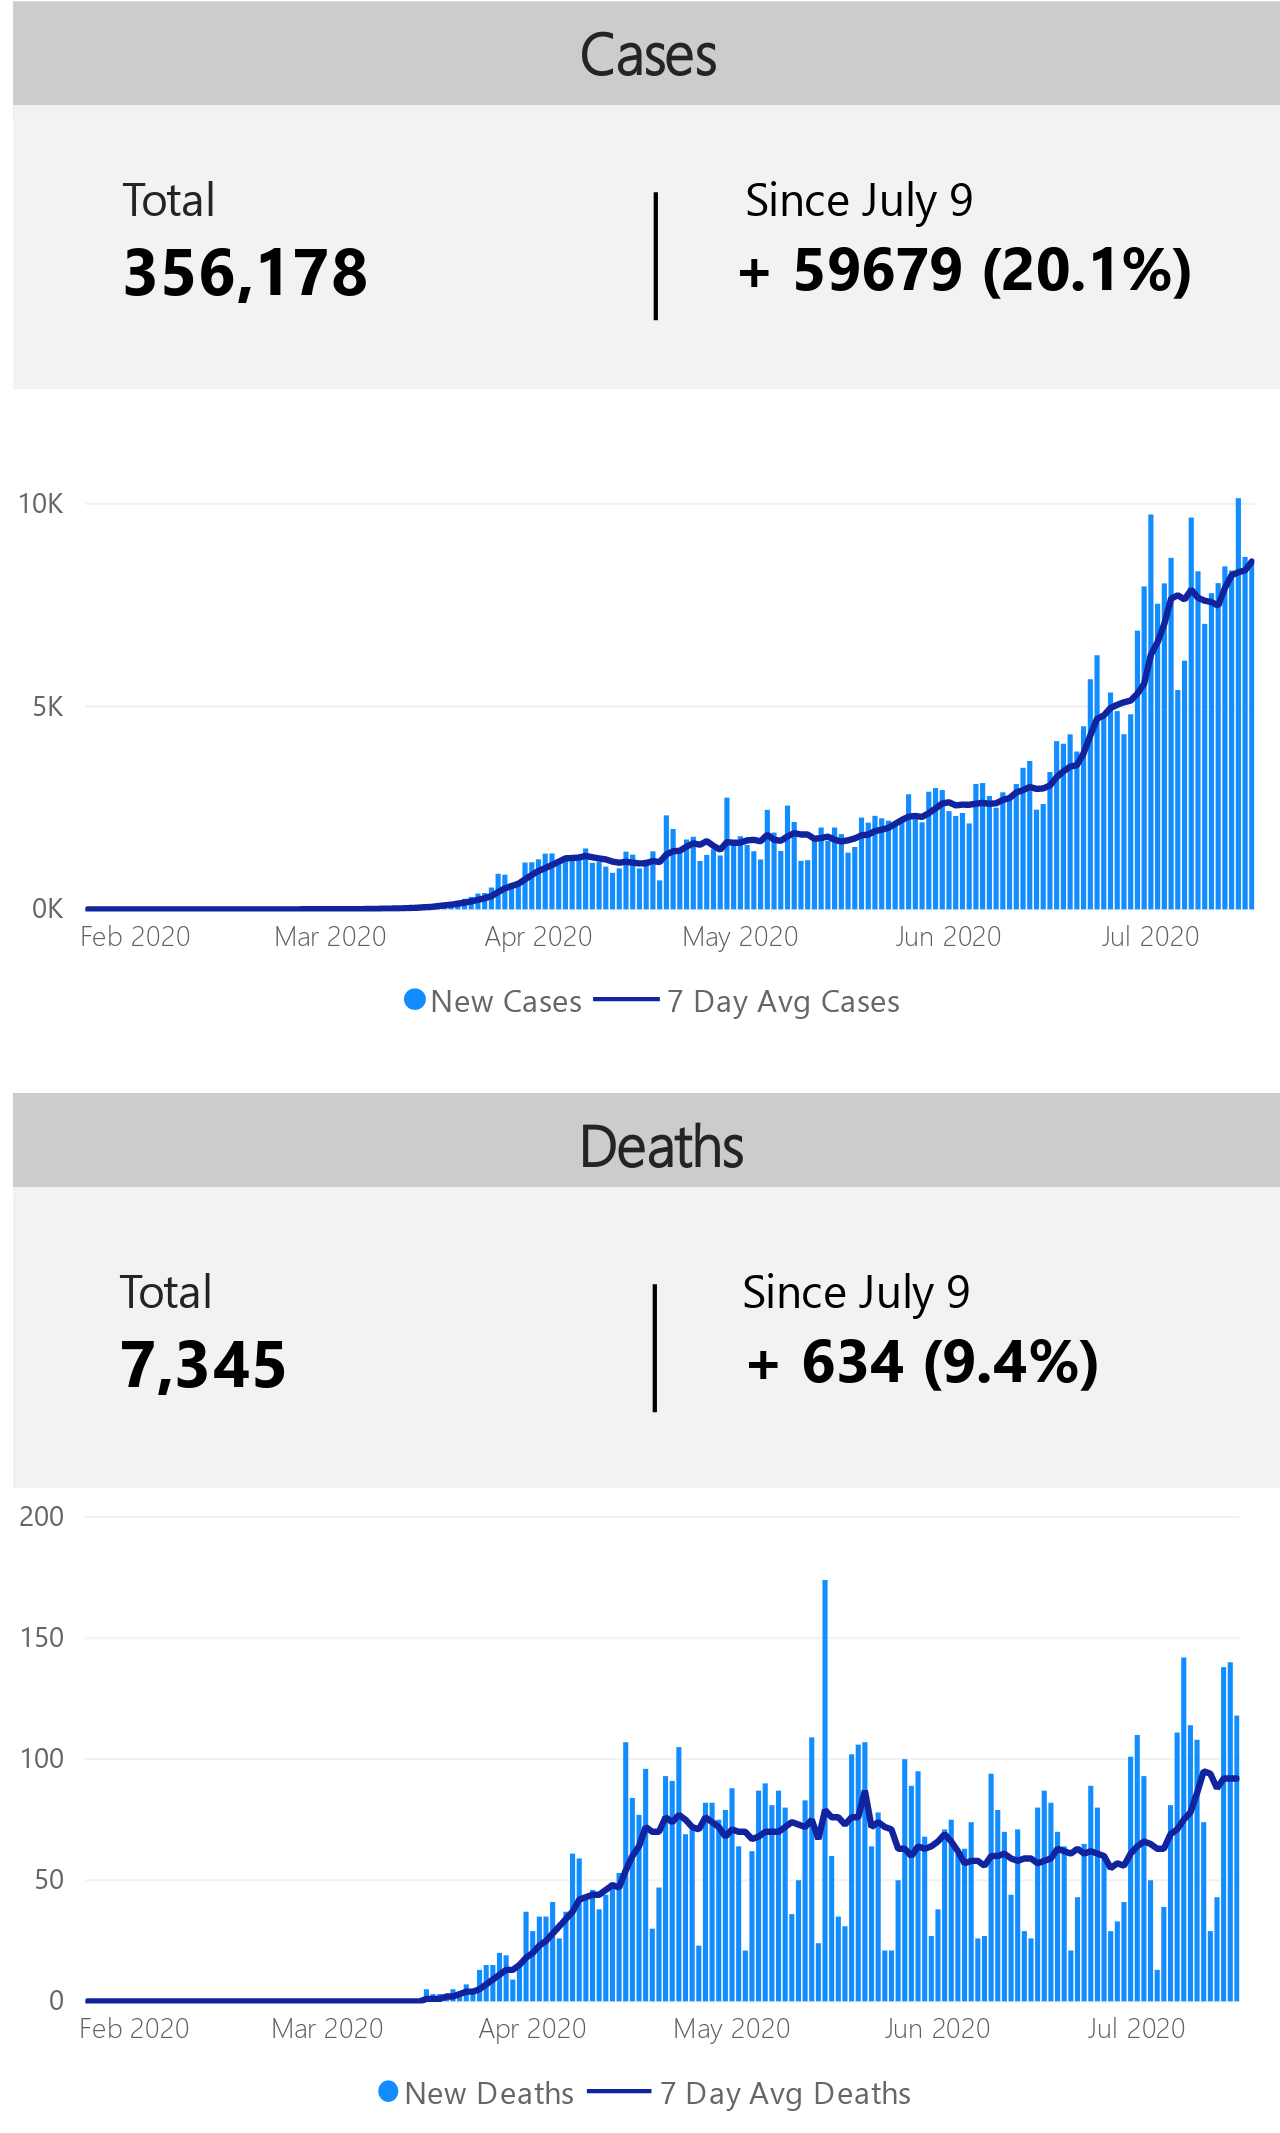 Cases
Total
Since July 9
356,178
+ 59679 (20.1%)
10K
5K
0K
Feb 2020
Mar 2020
Apr 2020
May 2020
Jun 2020
Jul 2020
New Cases
7 Day Avg Cases
Deaths
Total
Since July 9
7,345
+ 634 (9.4%)
200
150
100
50
0
Feb 2020
Mar 2020
Apr 2020
May 2020
Jun 2020
Jul 2020
New Deaths
7 Day Avg Deaths